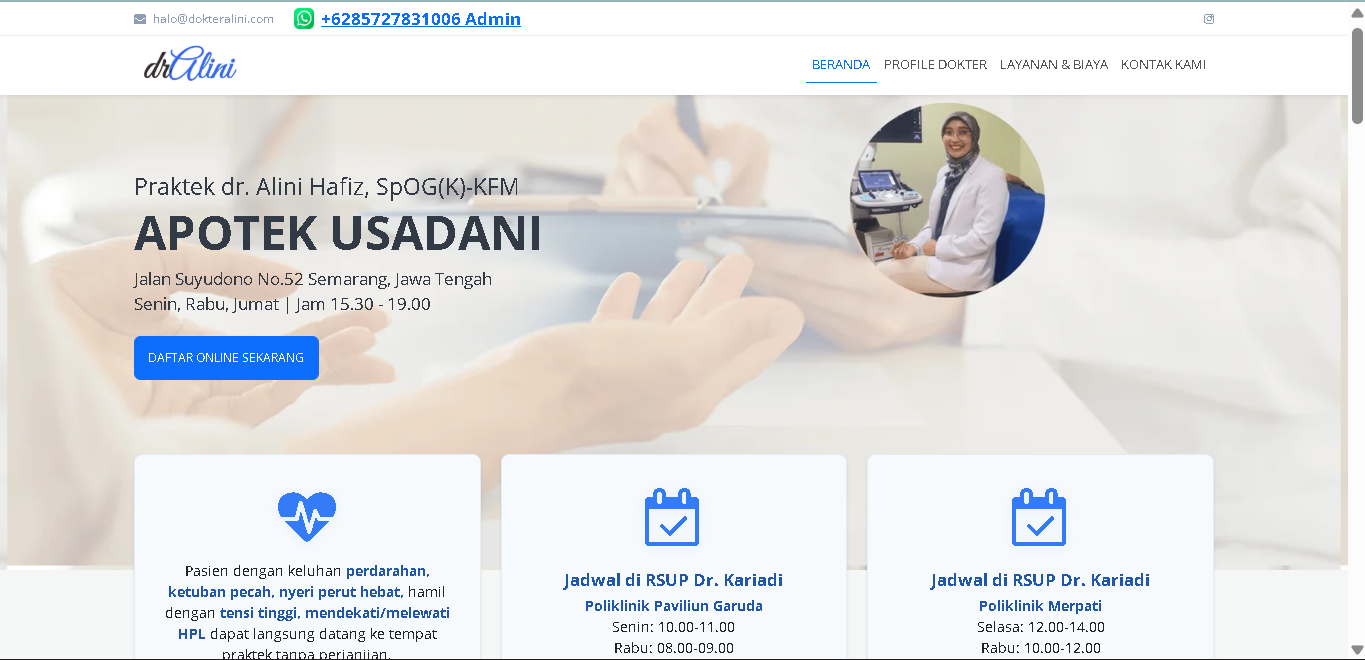 halo@dokteralini.com
+6285727831006 Admin
drAlini
BERANDA
PROFILE DOKTER
LAYANAN & BIAYA
KONTAK KAMI
Praktek dr. Alini Hafiz, SpOG(K)-KFM
APOTEK USADANI
Jalan Suyudono No.52 Semarang, Jawa Tengah
Senin, Rabu, Jumat | Jam 15.30 - 19.00
DAFTAR ONLINE SEKARANG
Pasien dengan keluhan perdarahan,
ketuban pecah, nyeri perut hebat, hamil
dengan tensi tinggi, mendekati/melewati
HPL dapat langsung datang ke tempat
praktek tanpa perjanjian.
Jadwal di RSUP Dr. Kariadi
Poliklinik Paviliun Garuda
Senin: 10.00-11.00
Rabu: 08.00-09.00
Jadwal di RSUP Dr. Kariadi
Poliklinik Merpati
Selasa: 12.00-14.00
Rabu: 10.00-12.00